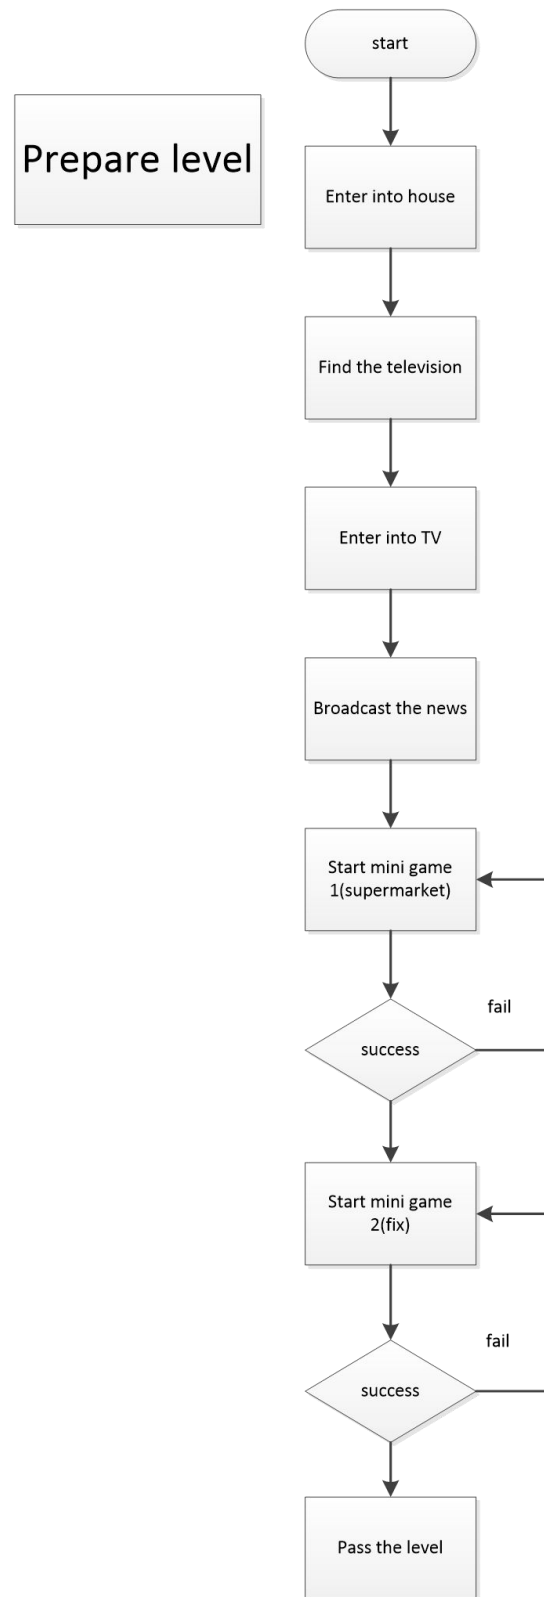 start
Prepare level
Enter into house
Find the television
Enter into TV
Broadcast the news
Start mini game
1(supermarket)
fail
success
Start mini game
2(fix)
fail
success
Pass the level